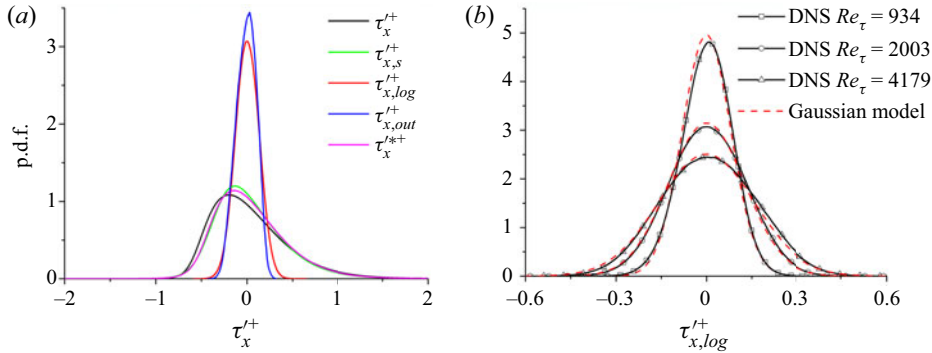 (a)
3
2
1
0
p.d.f.
−2
−1
0
1
2
τ′⁺ₓ
τ′⁺ₓ
τ′⁺ₓ,ₛ
τ′⁺x,log
τ′⁺x,out
τ′*⁺ₓ
(b)
5
4
3
2
1
0
−0.6
−0.3
0
0.3
0.6
τ′⁺x,log
DNS Reτ = 934
DNS Reτ = 2003
DNS Reτ = 4179
Gaussian model